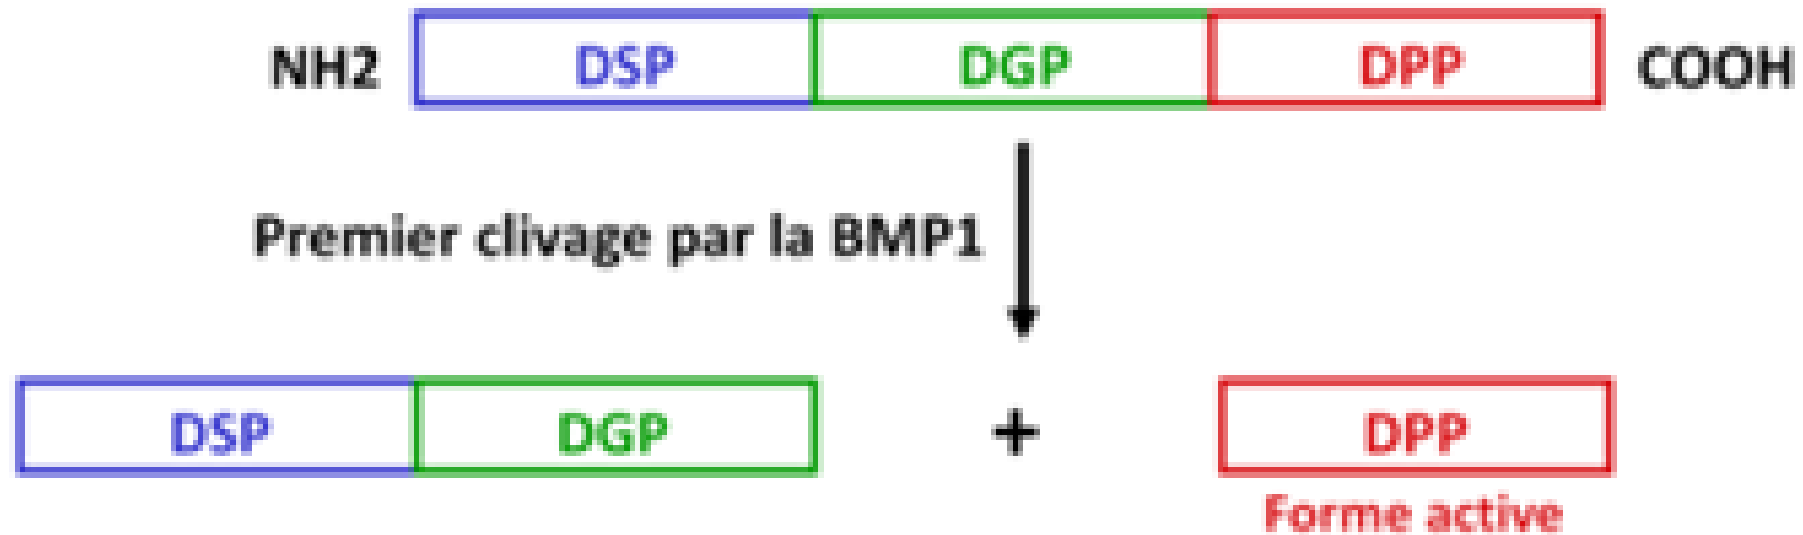 NH2 DSP DGP DPP COOH
Premier clivage par la BMP1
DSP DGP + DPP
Forme active